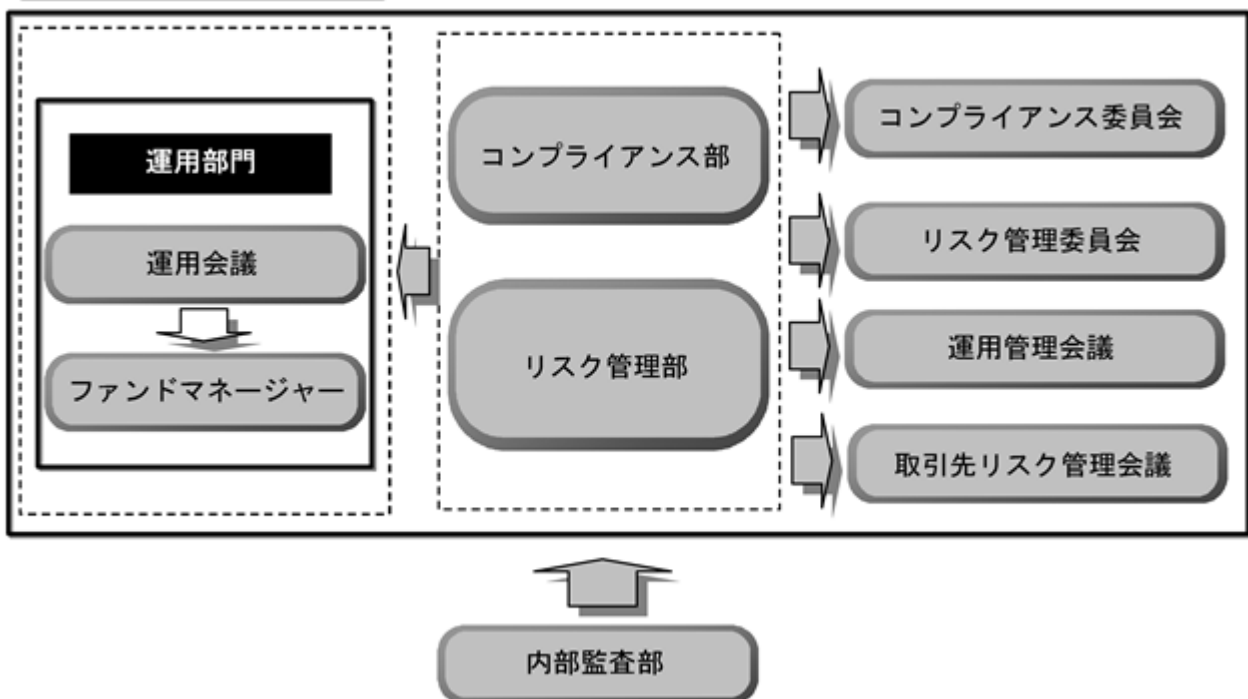 運用部門
運用会議
ファンドマネージャー
コンプライアンス部
リスク管理部
コンプライアンス委員会
リスク管理委員会
運用管理会議
取引先リスク管理会議
内部監査部